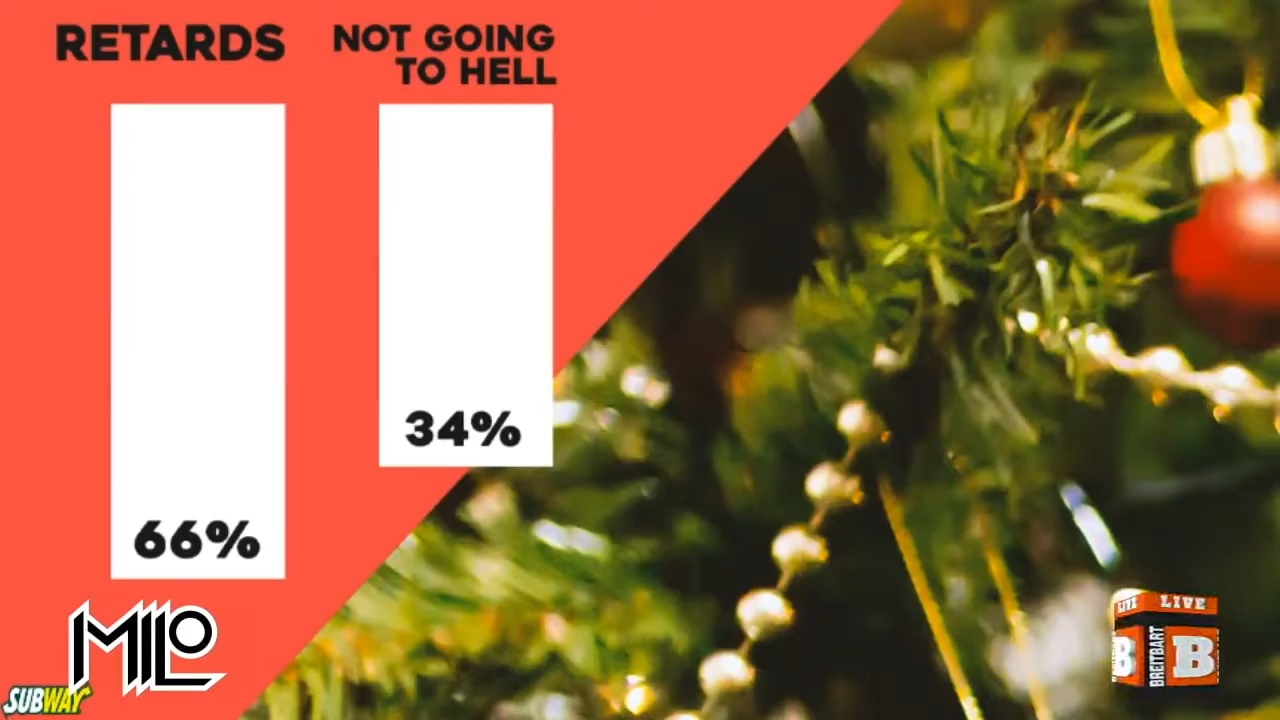 RETARDS
NOT GOING
TO HELL
34%
66%
MILO
SUBWAY
LIVE LIVE
B BREITBART B